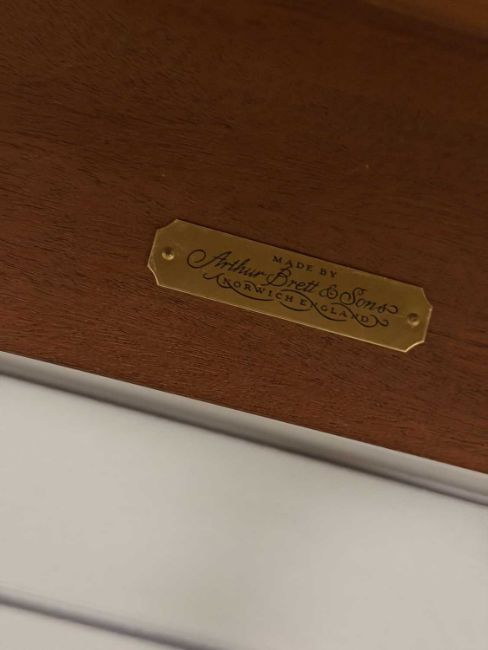 MADE BY
Arthur Brett & Sons
NORWICH ENGLAND